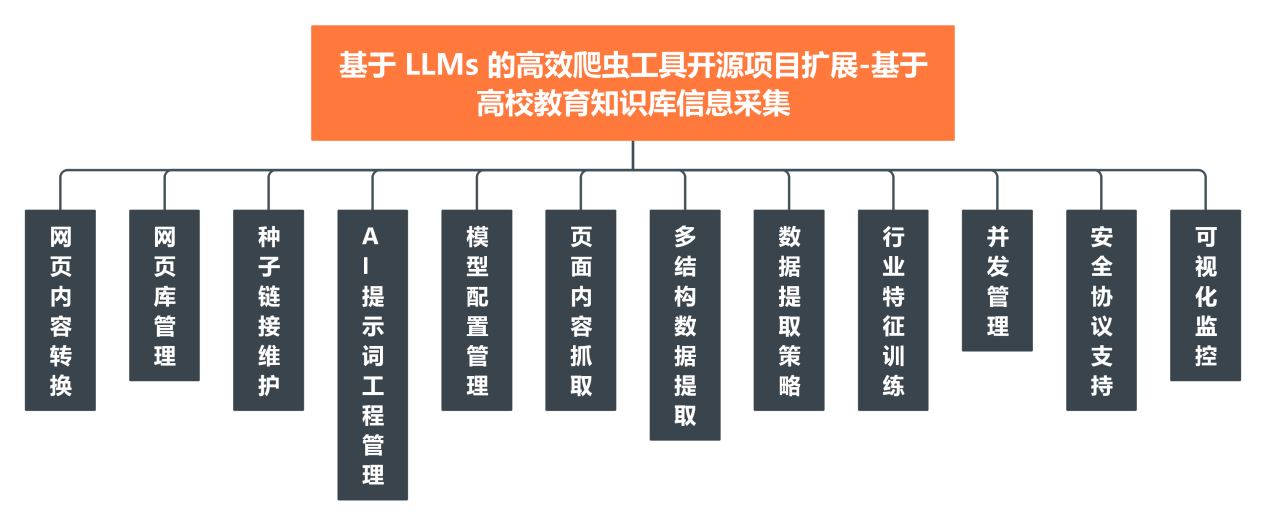 基于 LLMs 的高效爬虫工具开源项目扩展-基于
高校教育知识库信息采集
网页内容转换
网页库管理
种子链接维护
AI提示词工程管理
模型配置管理
页面内容抓取
多结构数据提取
数据提取策略
行业特征训练
并发管理
安全协议支持
可视化监控